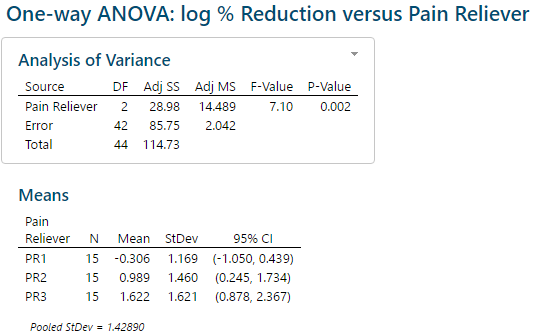 One-way ANOVA: log % Reduction versus Pain Reliever
Analysis of Variance
Source DF Adj SS Adj MS F-Value P-Value
Pain Reliever 2 28.98 14.489 7.10 0.002
Error 42 85.75 2.042
Total 44 114.73
Means
Pain
Reliever N Mean StDev 95% CI
PR1 15 -0.306 1.169 (-1.050, 0.439)
PR2 15 0.989 1.460 (0.245, 1.734)
PR3 15 1.622 1.621 (0.878, 2.367)
Pooled StDev = 1.42890